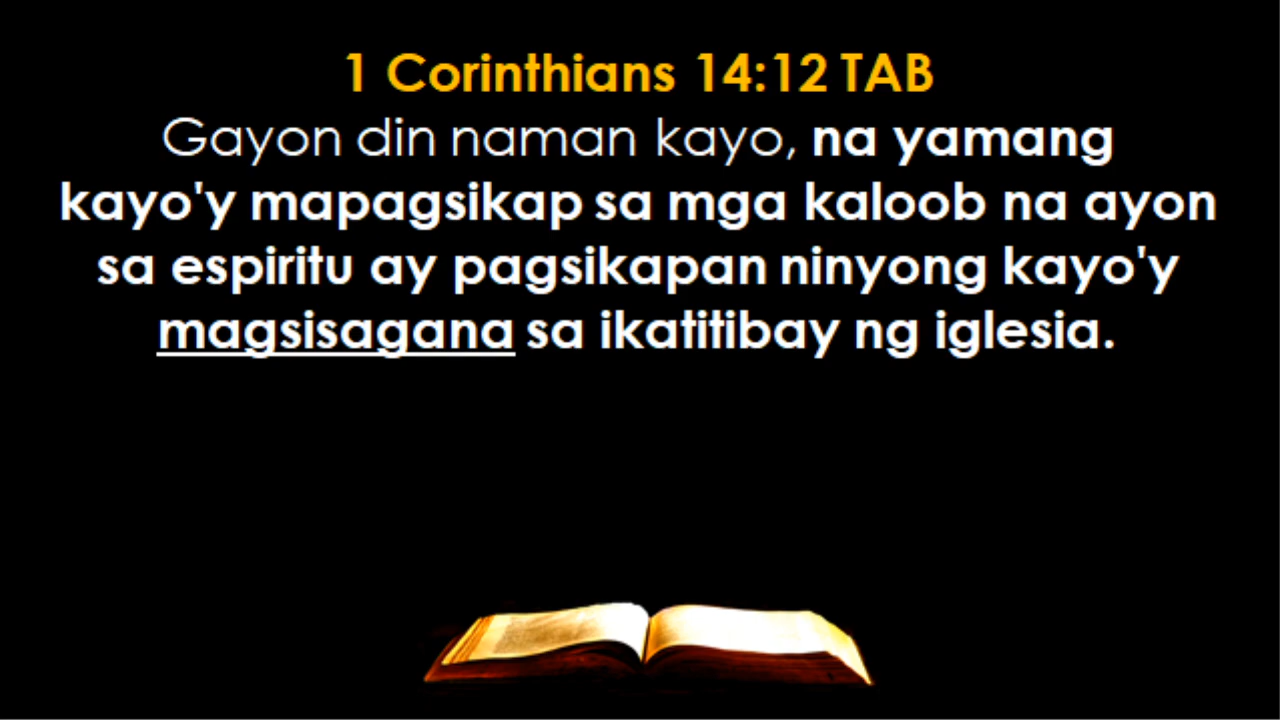 1 Corinthians 14:12 TAB
Gayon din naman kayo, na yamang
kayo'y mapagsikap sa mga kaloob na ayon
sa espiritu ay pagsikapan ninyong kayo'y
magsisagana sa ikatitibay ng iglesia.